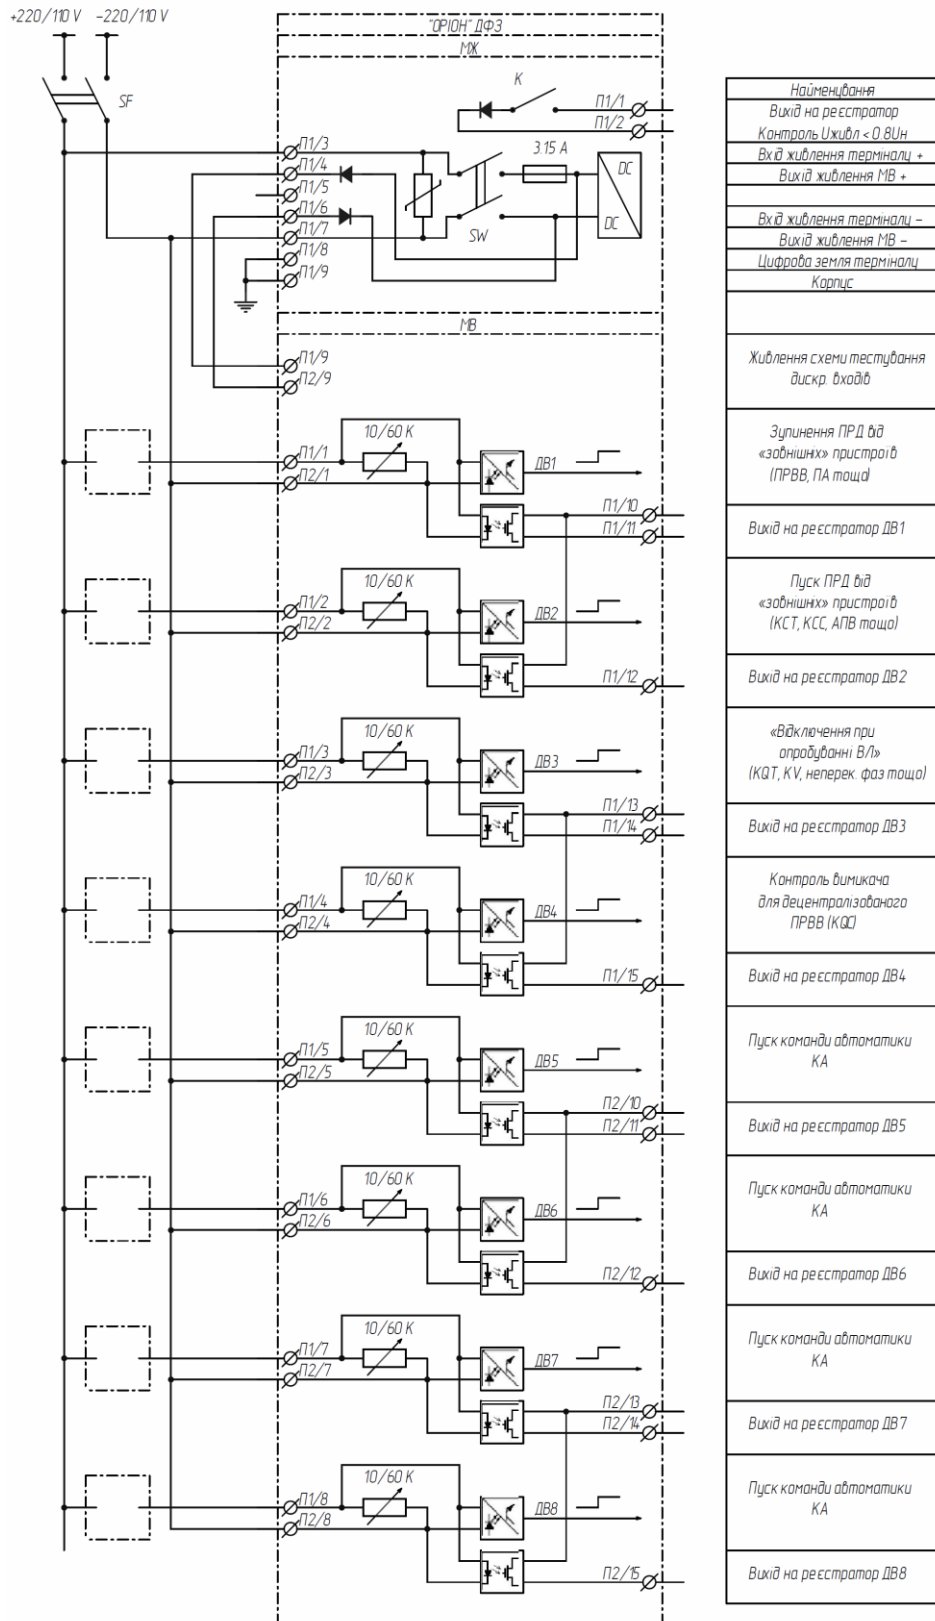 +220/110 V -220/110 V
SF
"ОРІОН" ДФЗ
МЖ
К
П1/1
П1/2
П1/3
П1/4
П1/5
П1/6
П1/7
П1/8
П1/9
3.15 А
SW
DC
DC
Найменування
Вихід на реєстратор
Контроль Uживл < 0.8Uн
Вхід живлення терміналу +
Вихід живлення МВ +
Вхід живлення терміналу –
Вихід живлення МВ –
Цифрова земля терміналу
Корпус
МВ
П1/9
П2/9
Живлення схеми тестування
дискр. входів
10/60 К
П1/1
П2/1
ДВ1
П1/10
П1/11
Зупинення ПРД від
«зовнішніх» пристроїв
(ПРВВ, ПА тощо)
Вихід на реєстратор ДВ1
10/60 К
П1/2
П2/2
ДВ2
П1/12
Пуск ПРД від
«зовнішніх» пристроїв
(КСТ, КСС, АПВ тощо)
Вихід на реєстратор ДВ2
10/60 К
П1/3
П2/3
ДВ3
П1/13
П1/14
«Відключення при
опробуванні ВЛ»
(KQT, KV, неперек. фаз тощо)
Вихід на реєстратор ДВ3
10/60 К
П1/4
П2/4
ДВ4
П1/15
Контроль вимикача
для децентралізованого
ПРВВ (KQC)
Вихід на реєстратор ДВ4
10/60 К
П1/5
П2/5
ДВ5
П2/10
П2/11
Пуск команди автоматики
КА
Вихід на реєстратор ДВ5
10/60 К
П1/6
П2/6
ДВ6
П2/12
Пуск команди автоматики
КА
Вихід на реєстратор ДВ6
10/60 К
П1/7
П2/7
ДВ7
П2/13
П2/14
Пуск команди автоматики
КА
Вихід на реєстратор ДВ7
10/60 К
П1/8
П2/8
ДВ8
П2/15
Пуск команди автоматики
КА
Вихід на реєстратор ДВ8